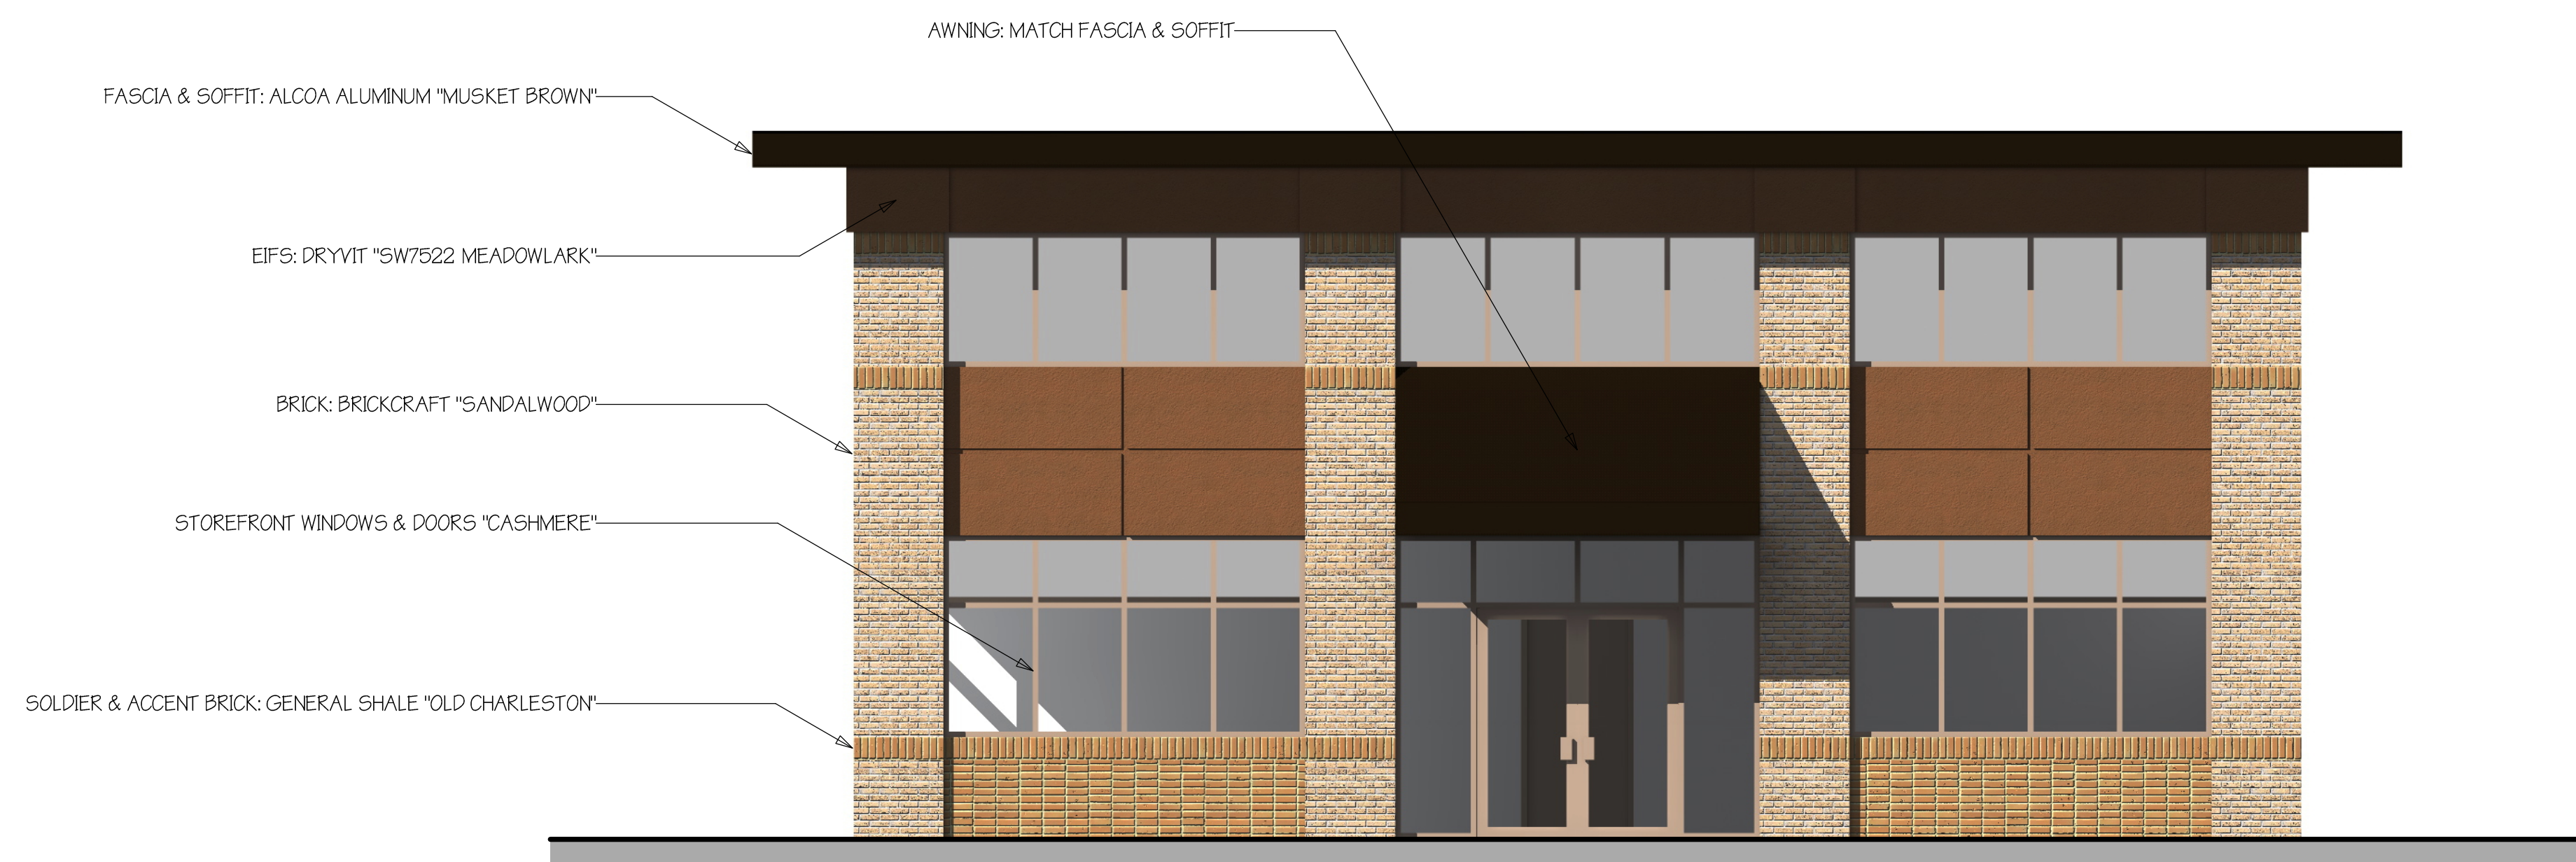 AWNING: MATCH FASCIA & SOFFIT
FASCIA & SOFFIT: ALCOA ALUMINUM "MUSKET BROWN"
EIFS: DRYVIT "SW7522 MEADOWLARK"
BRICK: BRICKCRAFT "SANDALWOOD"
STOREFRONT WINDOWS & DOORS "CASHMERE"
SOLDIER & ACCENT BRICK: GENERAL SHALE "OLD CHARLESTON"